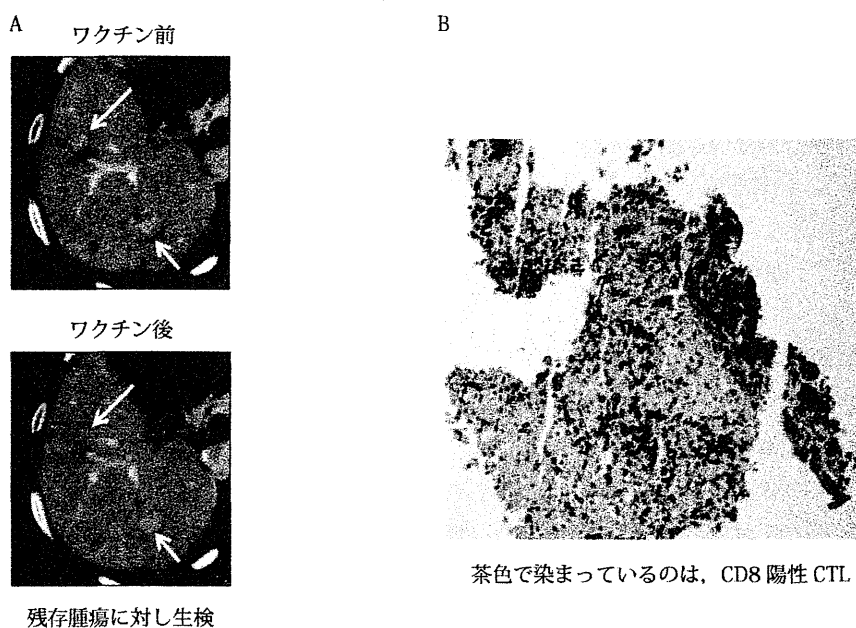 A
ワクチン前
ワクチン後
残存腫瘍に対し生検
B
茶色で染まっているのは，CD8 陽性 CTL